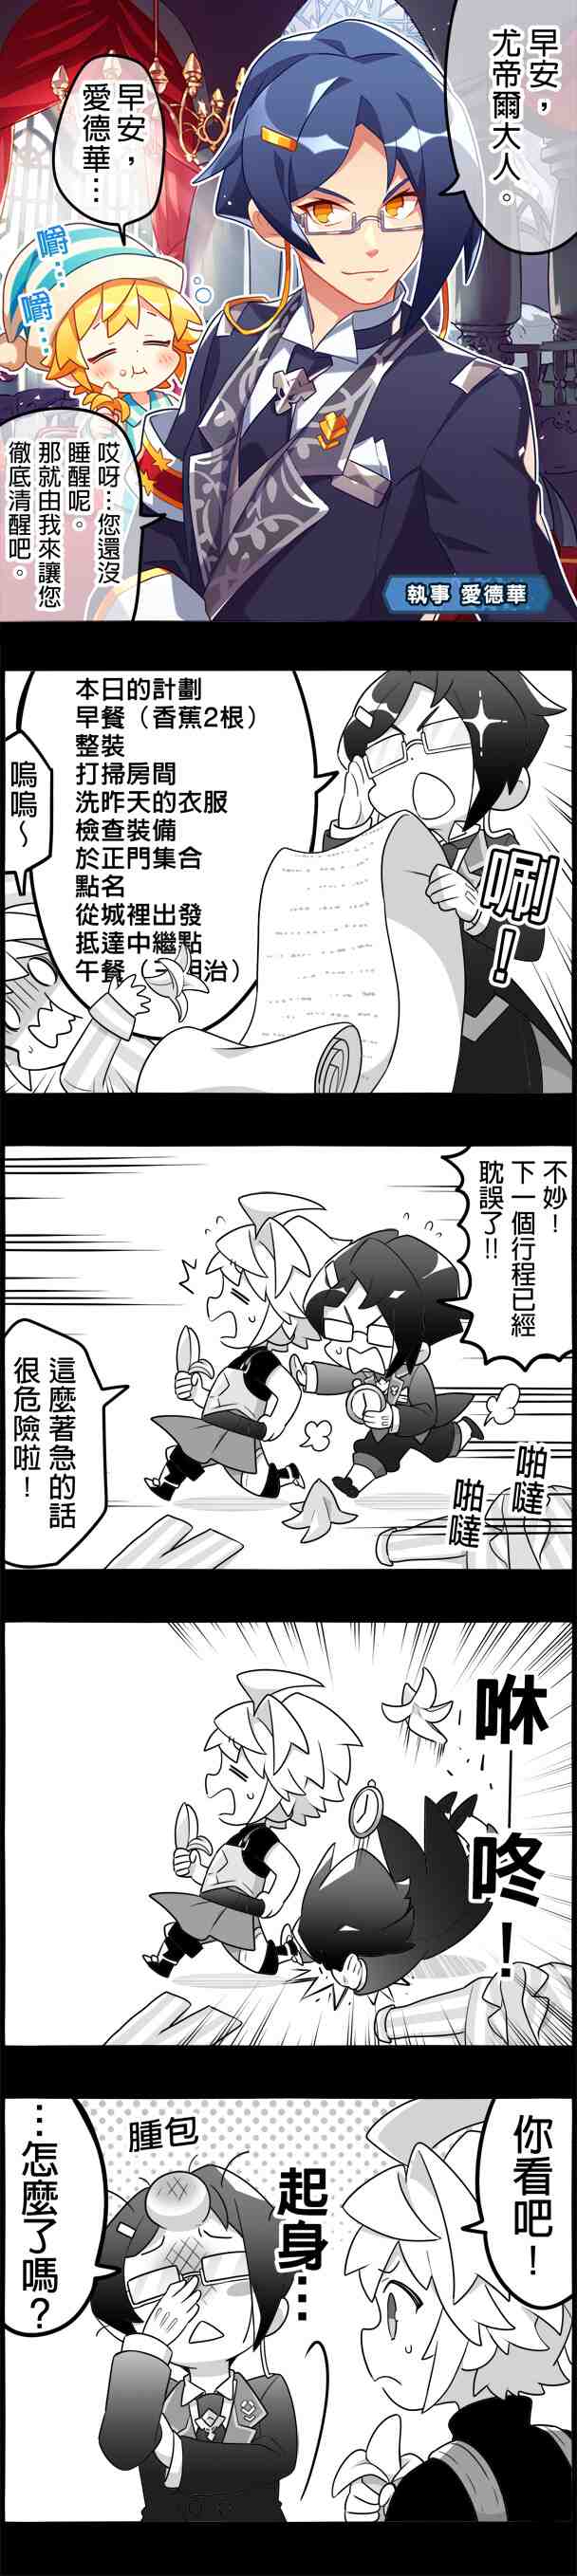 早安，
尤帝爾大人。
早安，
愛德華…
嚼…
嚼…
哎呀…您還沒
睡醒呢。
那就由我來讓您
徹底清醒吧。
執事 愛德華
本日的計劃
早餐（香蕉2根）
整裝
打掃房間
洗昨天的衣服
檢查裝備
於正門集合
點名
從城裡出發
抵達中繼點
午餐（
明治）
唰！
嗚
嗚～
不妙！
下一個行程已經
耽誤了!!
這麼著急的話
很危險啦！
啪噠
啪噠
咻—咚！
你看吧！
起身…
腫包
…怎麼了嗎？